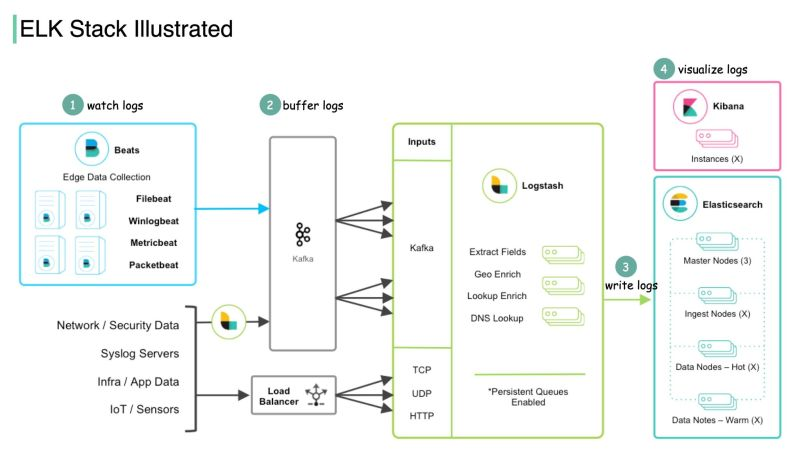 ELK Stack Illustrated
1 watch logs
Beats
Edge Data Collection
Filebeat
Winlogbeat
Metricbeat
Packetbeat
Network / Security Data
Syslog Servers
Infra / App Data
IoT / Sensors
2 buffer logs
Kafka
Load
Balancer
Inputs
Kafka
TCP
UDP
HTTP
Logstash
Extract Fields
Geo Enrich
Lookup Enrich
DNS Lookup
*Persistent Queues
Enabled
3
write logs
4 visualize logs
Kibana
Instances (X)
Elasticsearch
Master Nodes (3)
Ingest Nodes (X)
Data Nodes – Hot (X)
Data Notes – Warm (X)